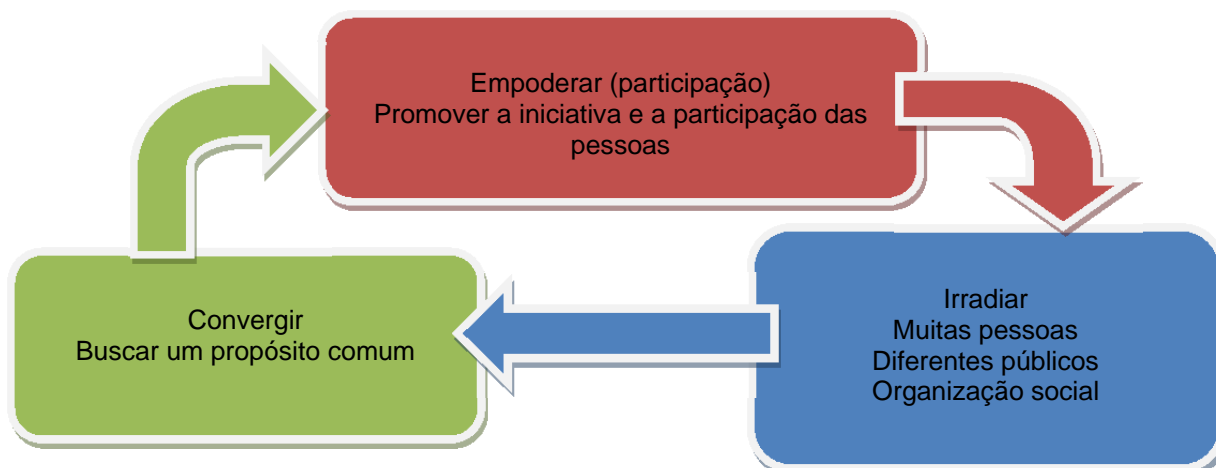 Empoderar (participação)
Promover a iniciativa e a participação das
pessoas
Irradiar
Muitas pessoas
Diferentes públicos
Organização social
Convergir
Buscar um propósito comum